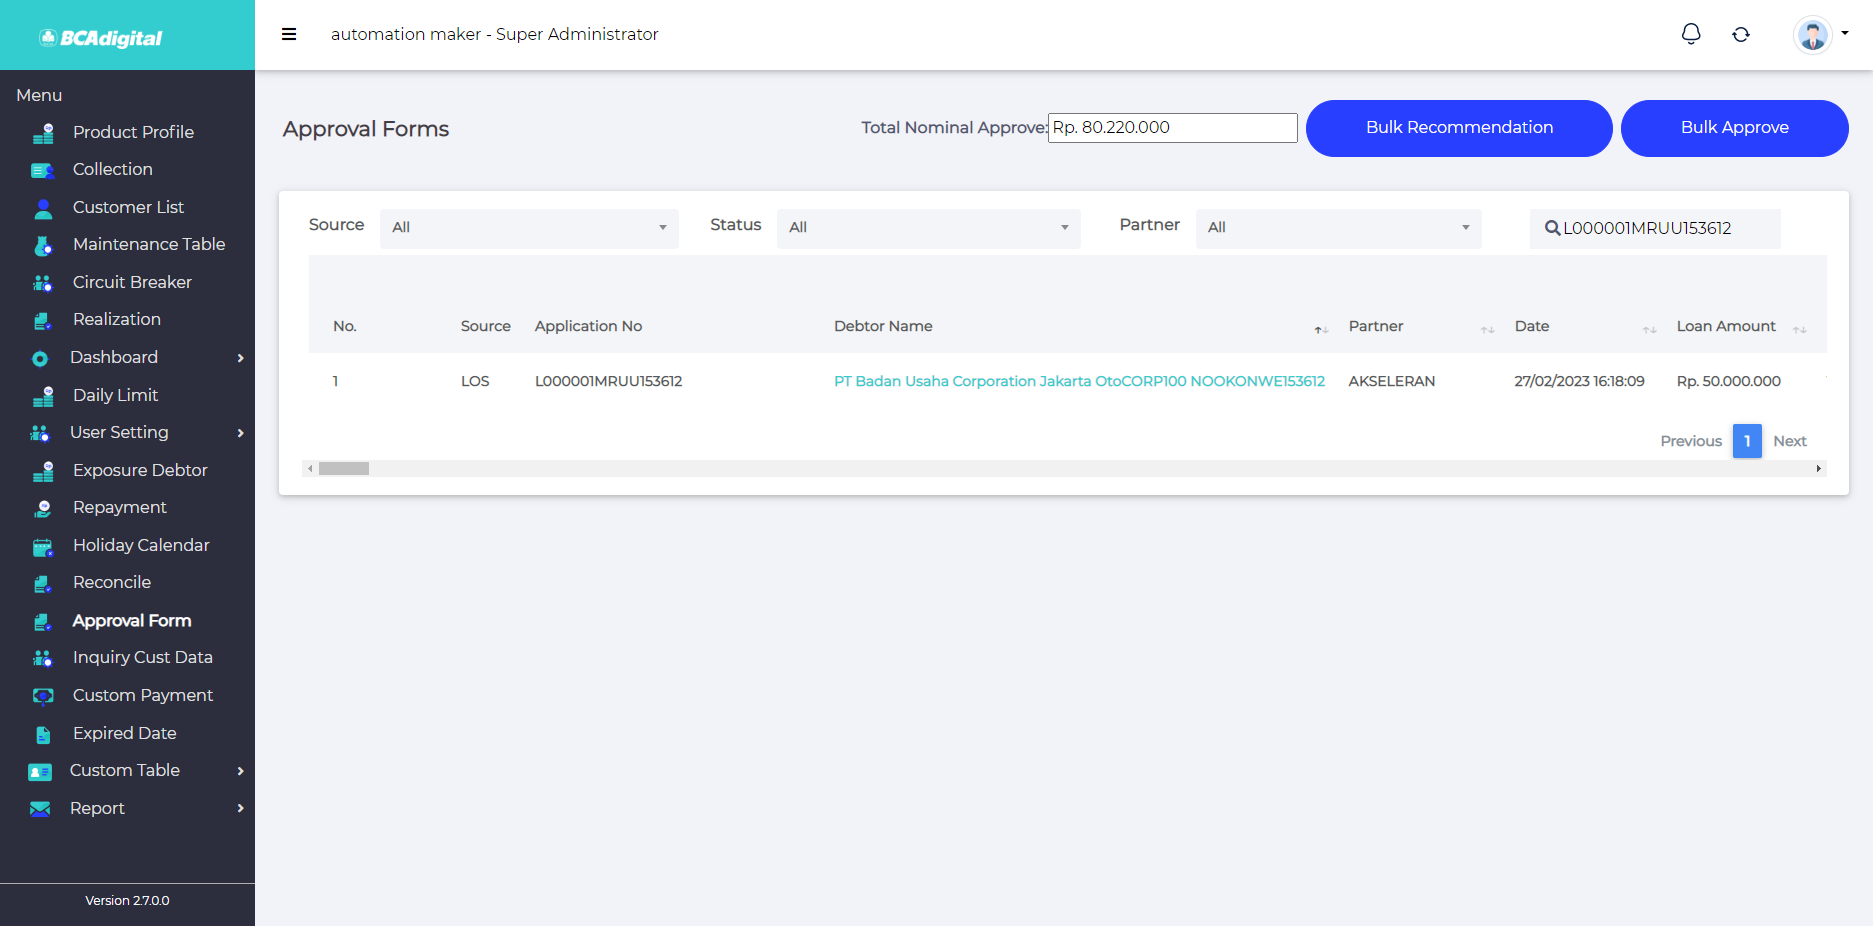 BCAdigital
automation maker - Super Administrator
Menu
Product Profile
Collection
Customer List
Maintenance Table
Circuit Breaker
Realization
Dashboard
Daily Limit
User Setting
Exposure Debtor
Repayment
Holiday Calendar
Reconcile
Approval Form
Inquiry Cust Data
Custom Payment
Expired Date
Custom Table
Report
Version 2.7.0.0
Approval Forms
Total Nominal Approve: Rp. 80.220.000
Bulk Recommendation
Bulk Approve
Source All
Status All
Partner All
L000001MRUU153612
No. Source Application No Debtor Name Partner Date Loan Amount
1 LOS L000001MRUU153612 PT Badan Usaha Corporation Jakarta OtoCORP100 NOOKONWE153612 AKSELERAN 27/02/2023 16:18:09 Rp. 50.000.000
Previous 1 Next